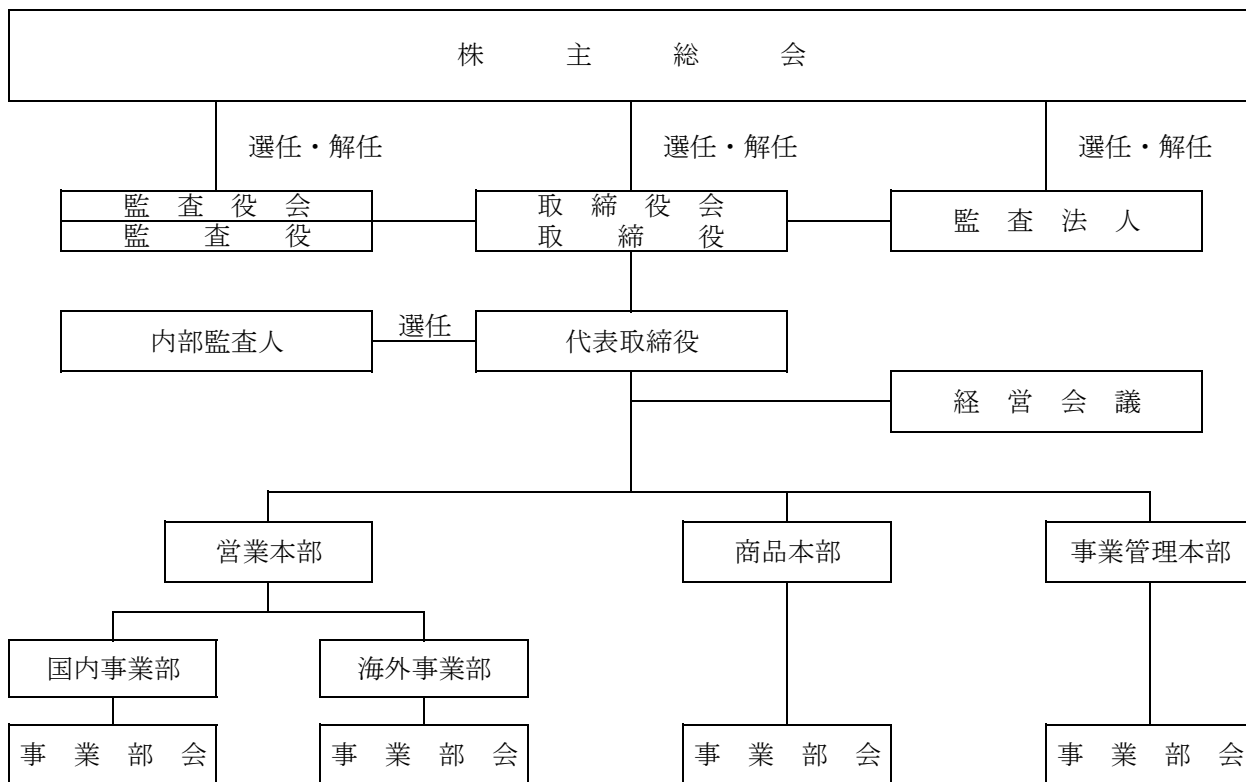 株主総会
選任・解任
選任・解任
選任・解任
監査役会
監査役
取締役会
取締役
監査法人
内部監査人
選任
代表取締役
経営会議
営業本部
商品本部
事業管理本部
国内事業部
海外事業部
事業部会
事業部会
事業部会
事業部会